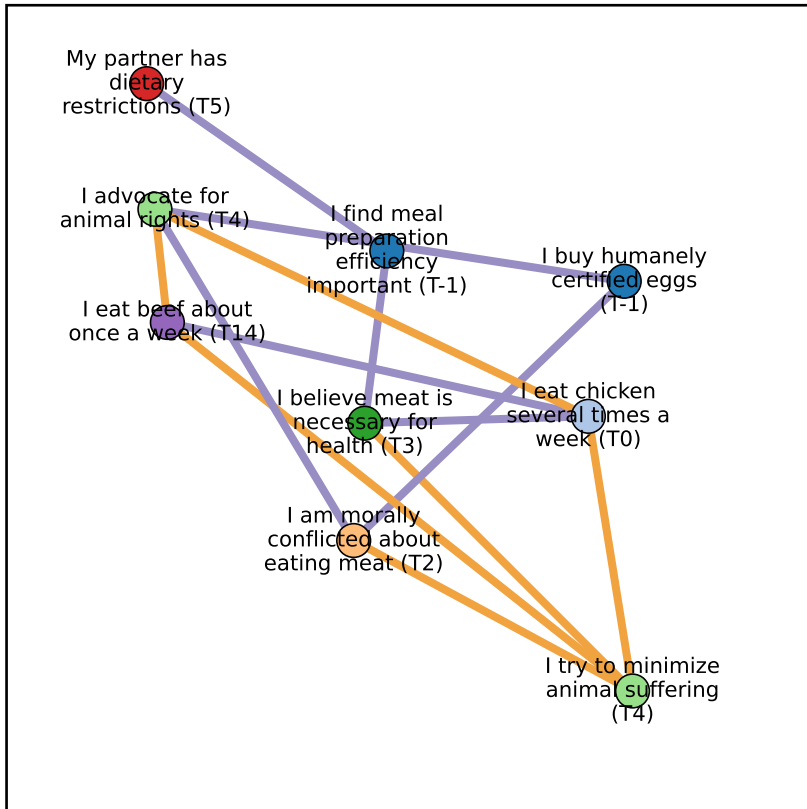 My partner has
dietary
restrictions (T5)
I advocate for
animal rights (T4)
I find meal
preparation
efficiency
important (T-1)
I buy humanely
certified eggs
(T-1)
I eat beef about
once a week (T14)
I believe meat is
necessary for
health (T3)
I eat chicken
several times a
week (T0)
I am morally
conflicted about
eating meat (T2)
I try to minimize
animal suffering
(T4)